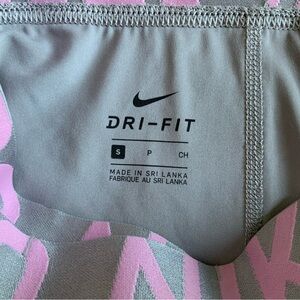 DRI-FIT
S P CH
MADE IN SRI LANKA
FABRIQUE AU SRI LANKA